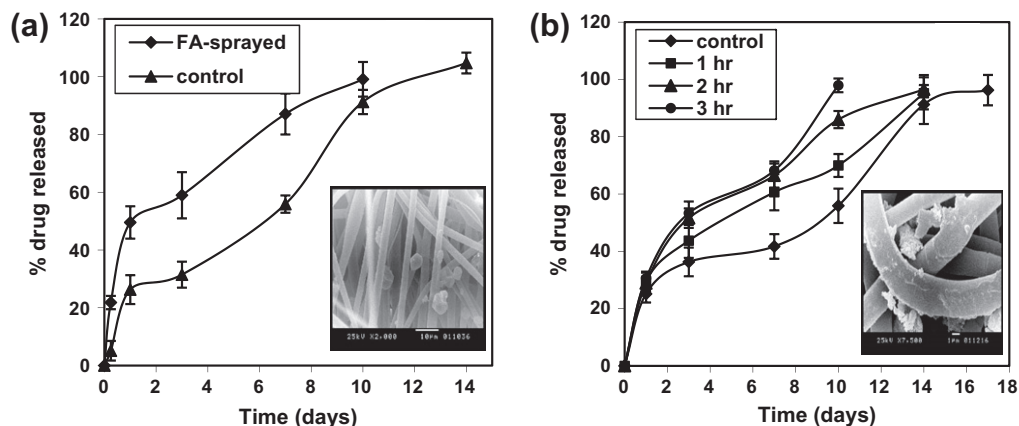 (a)
120
100
80
60
40
20
0
% drug released
FA-sprayed
control
25kV X2,000 10µm 011036
0 2 4 6 8 10 12 14
Time (days)
(b)
120
100
80
60
40
20
0
% drug released
control
1 hr
2 hr
3 hr
25kV X7,500 1µm 011216
0 2 4 6 8 10 12 14 16 18
Time (days)